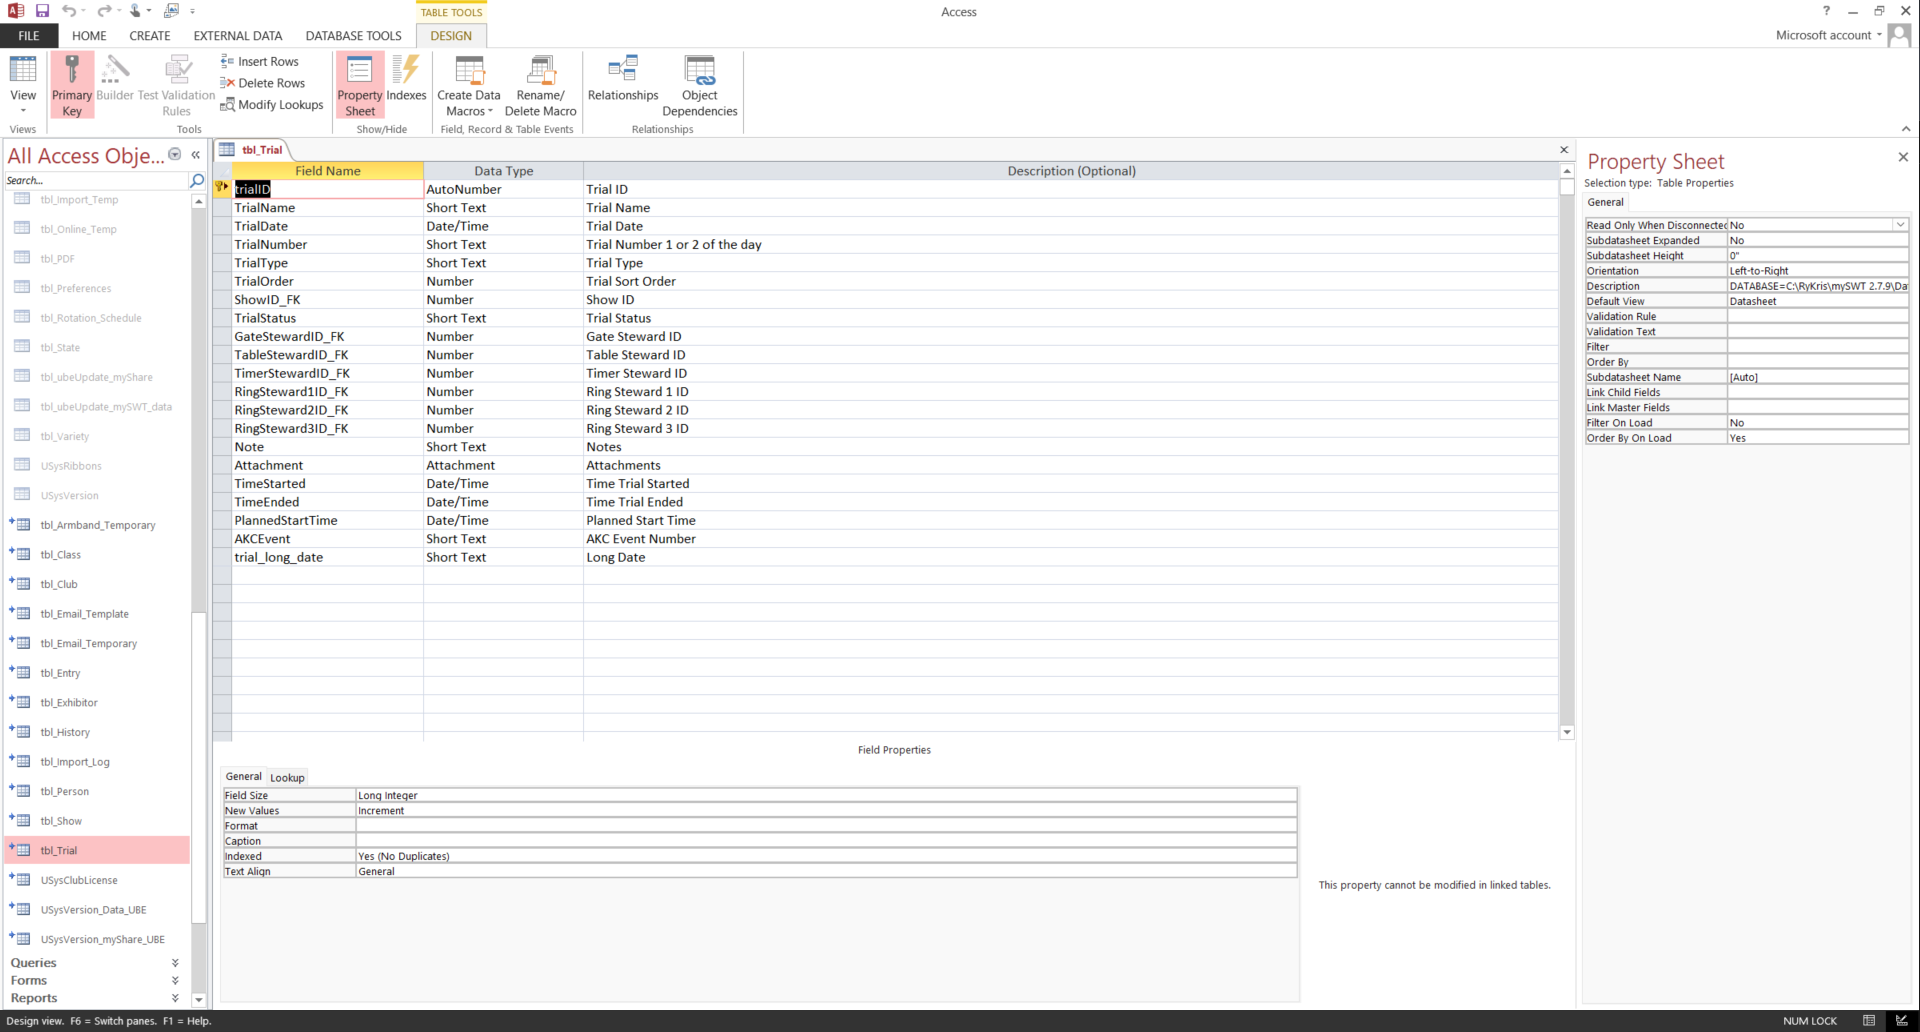 TABLE TOOLS
Access
FILE HOME CREATE EXTERNAL DATA DATABASE TOOLS DESIGN
Microsoft account
View
Primary Key
Builder
Test Validation Rules
Insert Rows
Delete Rows
Modify Lookups
Property Sheet
Indexes
Create Data Macros
Rename/ Delete Macro
Relationships
Object Dependencies
Views
Tools
Show/Hide
Field, Record & Table Events
Relationships
All Access Obje...
Search...
tbl_Import_Temp
tbl_Online_Temp
tbl_PDF
tbl_Preferences
tbl_Rotation_Schedule
tbl_State
tbl_ubeUpdate_myShare
tbl_ubeUpdate_mySWT_data
tbl_Variety
USysRibbons
USysVersion
tbl_Armband_Temporary
tbl_Class
tbl_Club
tbl_Email_Template
tbl_Email_Temporary
tbl_Entry
tbl_Exhibitor
tbl_History
tbl_Import_Log
tbl_Person
tbl_Show
tbl_Trial
USysClubLicense
USysVersion_Data_UBE
USysVersion_myShare_UBE
Queries
Forms
Reports
tbl_Trial
Field Name Data Type Description (Optional)
trialID AutoNumber Trial ID
TrialName Short Text Trial Name
TrialDate Date/Time Trial Date
TrialNumber Short Text Trial Number 1 or 2 of the day
TrialType Short Text Trial Type
TrialOrder Number Trial Sort Order
ShowID_FK Number Show ID
TrialStatus Short Text Trial Status
GateStewardID_FK Number Gate Steward ID
TableStewardID_FK Number Table Steward ID
TimerStewardID_FK Number Timer Steward ID
RingSteward1ID_FK Number Ring Steward 1 ID
RingSteward2ID_FK Number Ring Steward 2 ID
RingSteward3ID_FK Number Ring Steward 3 ID
Note Short Text Notes
Attachment Attachment Attachments
TimeStarted Date/Time Time Trial Started
TimeEnded Date/Time Time Trial Ended
PlannedStartTime Date/Time Planned Start Time
AKCEvent Short Text AKC Event Number
trial_long_date Short Text Long Date
Field Properties
General Lookup
Field Size Long Integer
New Values Increment
Format
Caption
Indexed Yes (No Duplicates)
Text Align General
This property cannot be modified in linked tables.
Property Sheet
Selection type: Table Properties
General
Read Only When Disconnected No
Subdatasheet Expanded No
Subdatasheet Height 0"
Orientation Left-to-Right
Description DATABASE=C:\RyKris\mySWT 2.7.9\Da
Default View Datasheet
Validation Rule
Validation Text
Filter
Order By
Subdatasheet Name [Auto]
Link Child Fields
Link Master Fields
Filter On Load No
Order By On Load Yes
Design view. F6 = Switch panes. F1 = Help.
NUM LOCK